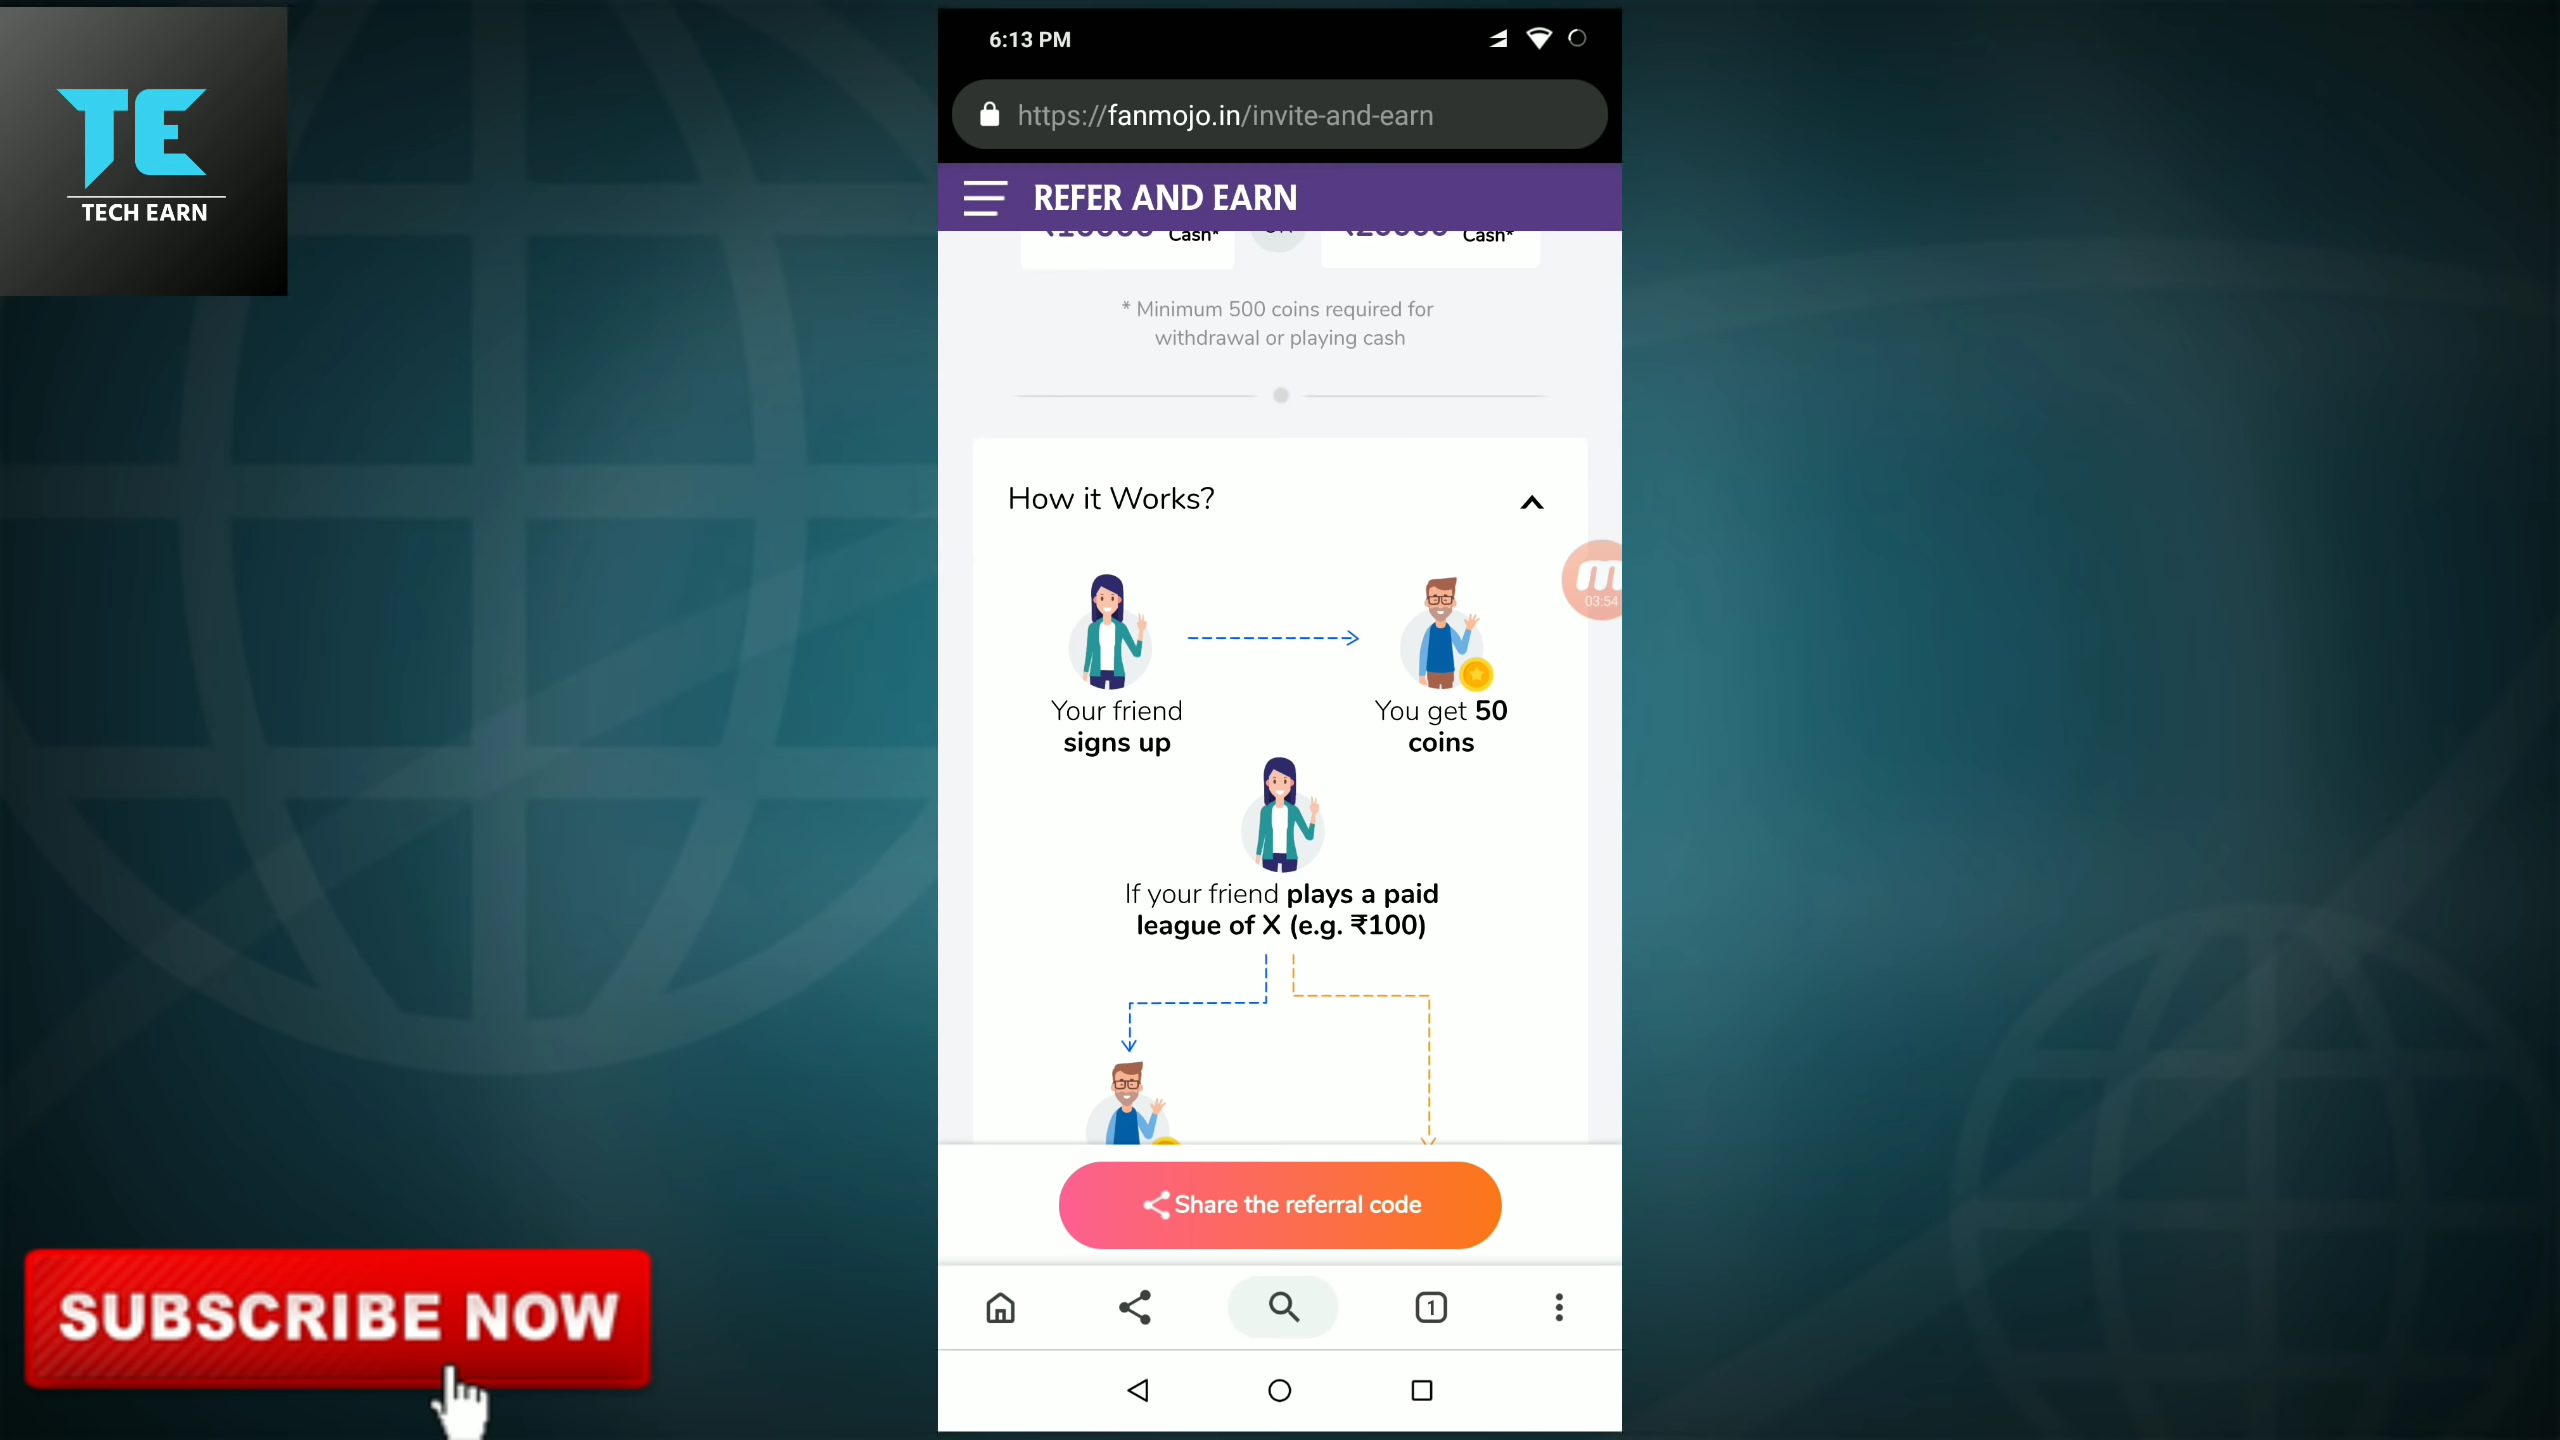 TE
TECH EARN
6:13 PM
https://fanmojo.in/invite-and-earn
REFER AND EARN
Cash*
Cash*
* Minimum 500 coins required for
withdrawal or playing cash
How it Works?
03:54
Your friend
signs up
You get 50
coins
If your friend plays a paid
league of X (e.g. ₹100)
Share the referral code
1
SUBSCRIBE NOW